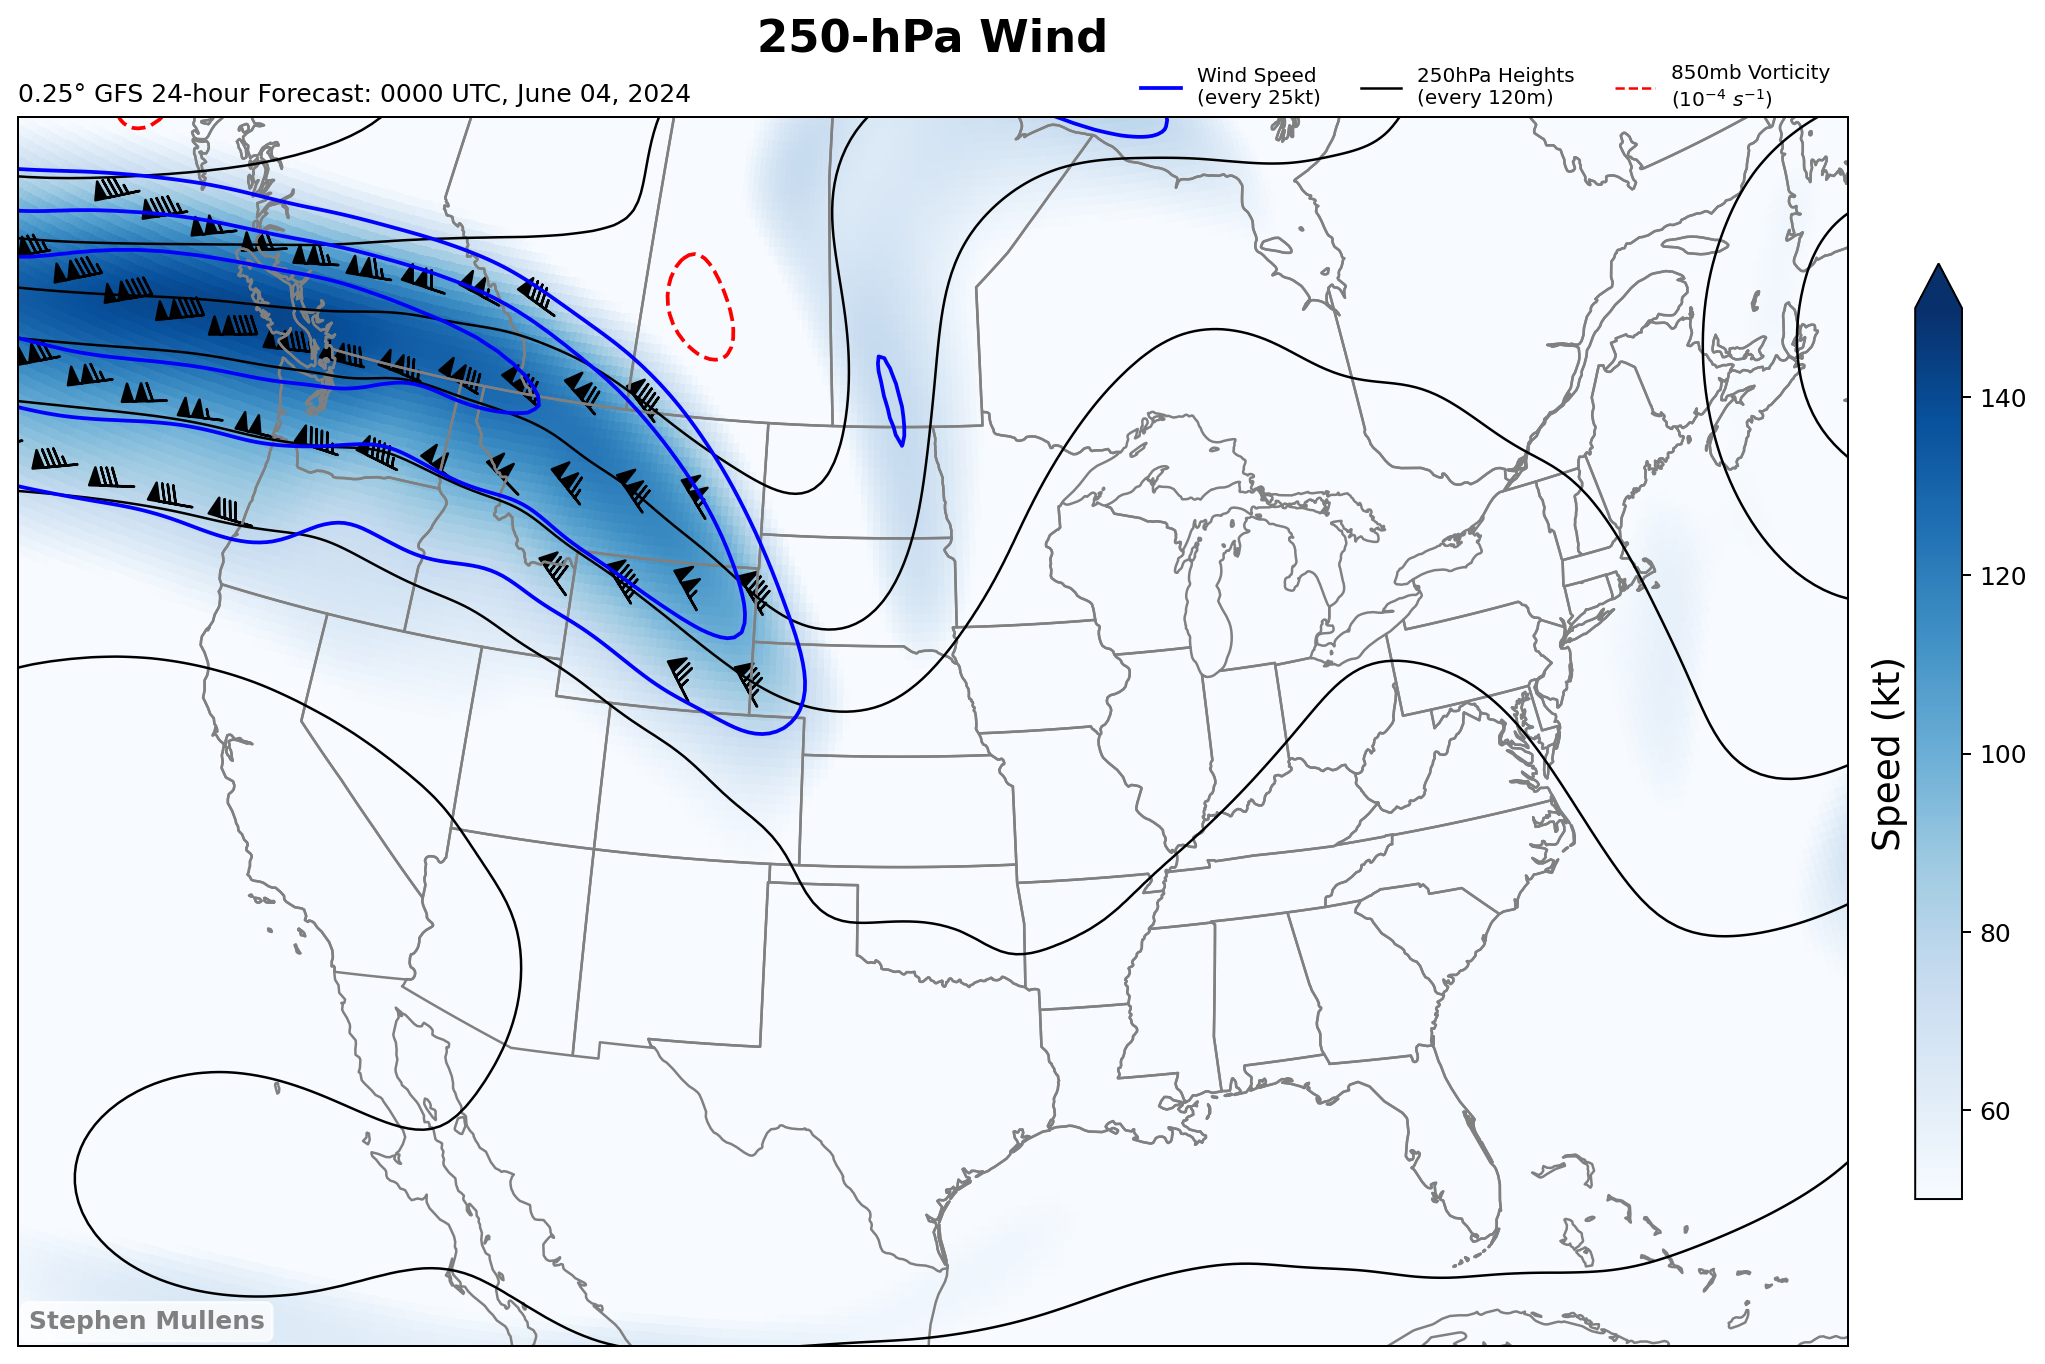 250-hPa Wind
0.25° GFS 24-hour Forecast: 0000 UTC, June 04, 2024
Wind Speed
(every 25kt)
250hPa Heights
(every 120m)
850mb Vorticity
(10⁻⁴ s⁻¹)
140
120
100
80
60
Speed (kt)
Stephen Mullens